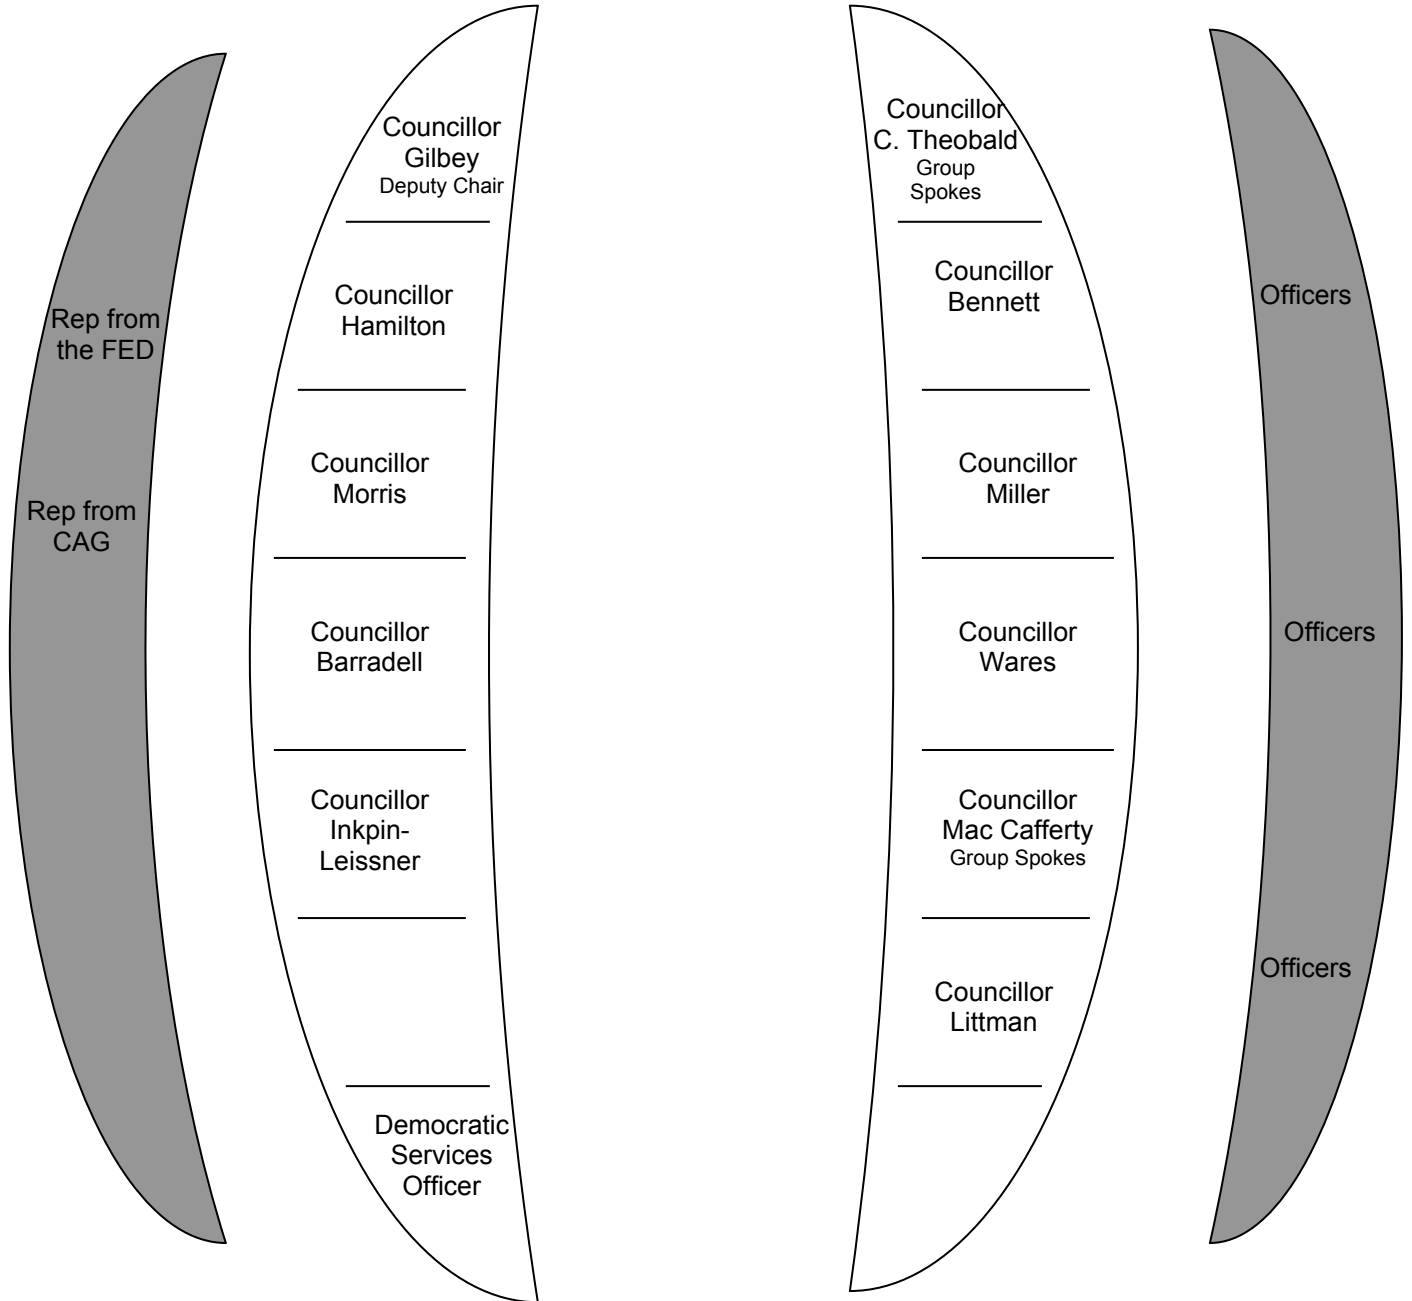 Rep from
the FED
Rep from
CAG
Councillor
Gilbey
Deputy Chair
Councillor
Hamilton
Councillor
Morris
Councillor
Barradell
Councillor
Inkpin-
Leissner
Democratic
Services
Officer
Councillor
C. Theobald
Group
Spokes
Councillor
Bennett
Councillor
Miller
Councillor
Wares
Councillor
Mac Cafferty
Group Spokes
Councillor
Littman
Officers
Officers
Officers